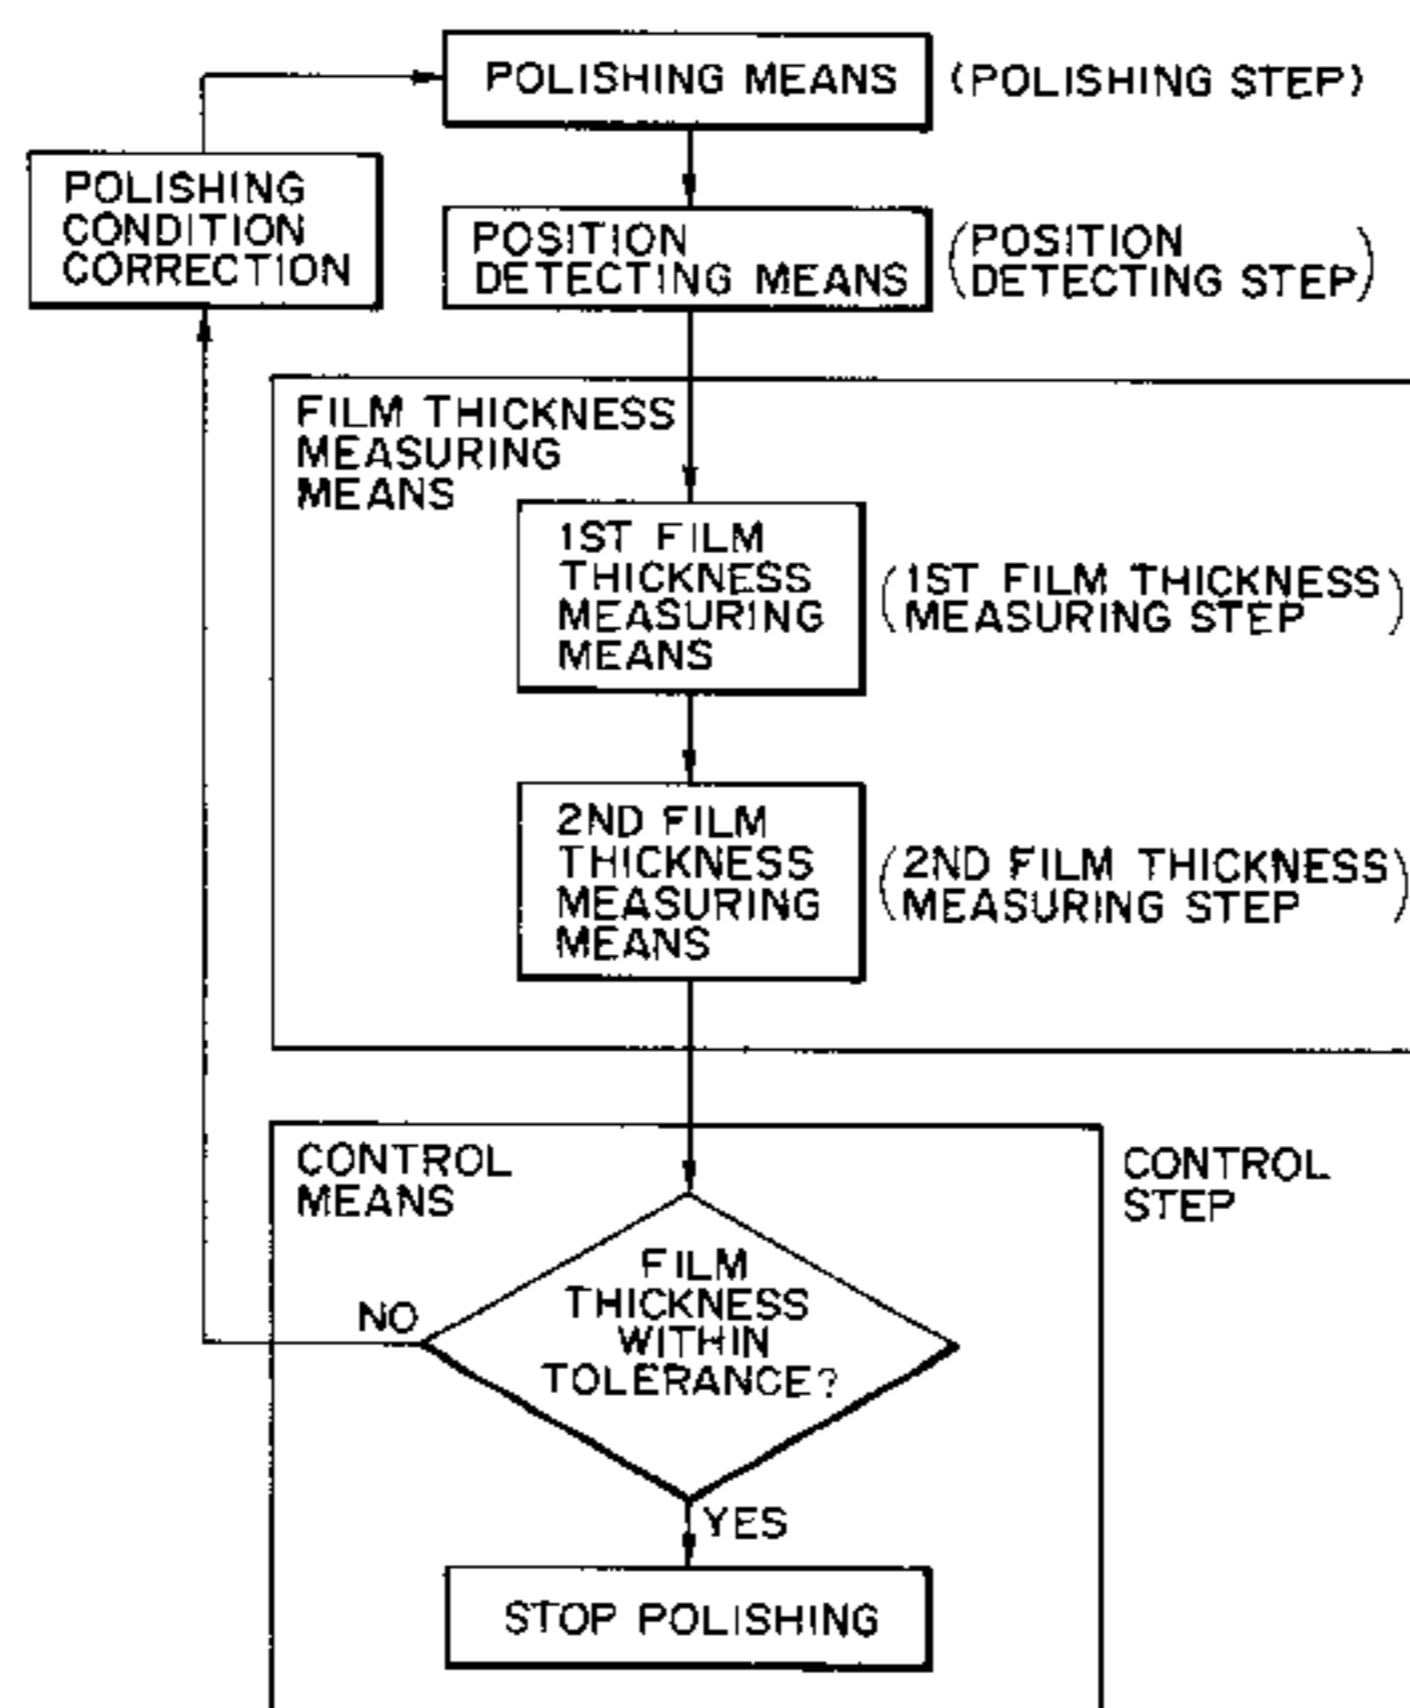 POLISHING MEANS
(POLISHING STEP)
POLISHING
CONDITION
CORRECTION
POSITION
DETECTING MEANS
(POSITION
DETECTING STEP)
FILM THICKNESS
MEASURING
MEANS
1ST FILM
THICKNESS
MEASURING
MEANS
(1ST FILM THICKNESS
MEASURING STEP)
2ND FILM
THICKNESS
MEASURING
MEANS
(2ND FILM THICKNESS
MEASURING STEP)
CONTROL
MEANS
CONTROL
STEP
FILM
THICKNESS
WITHIN
TOLERANCE?
NO
YES
STOP POLISHING